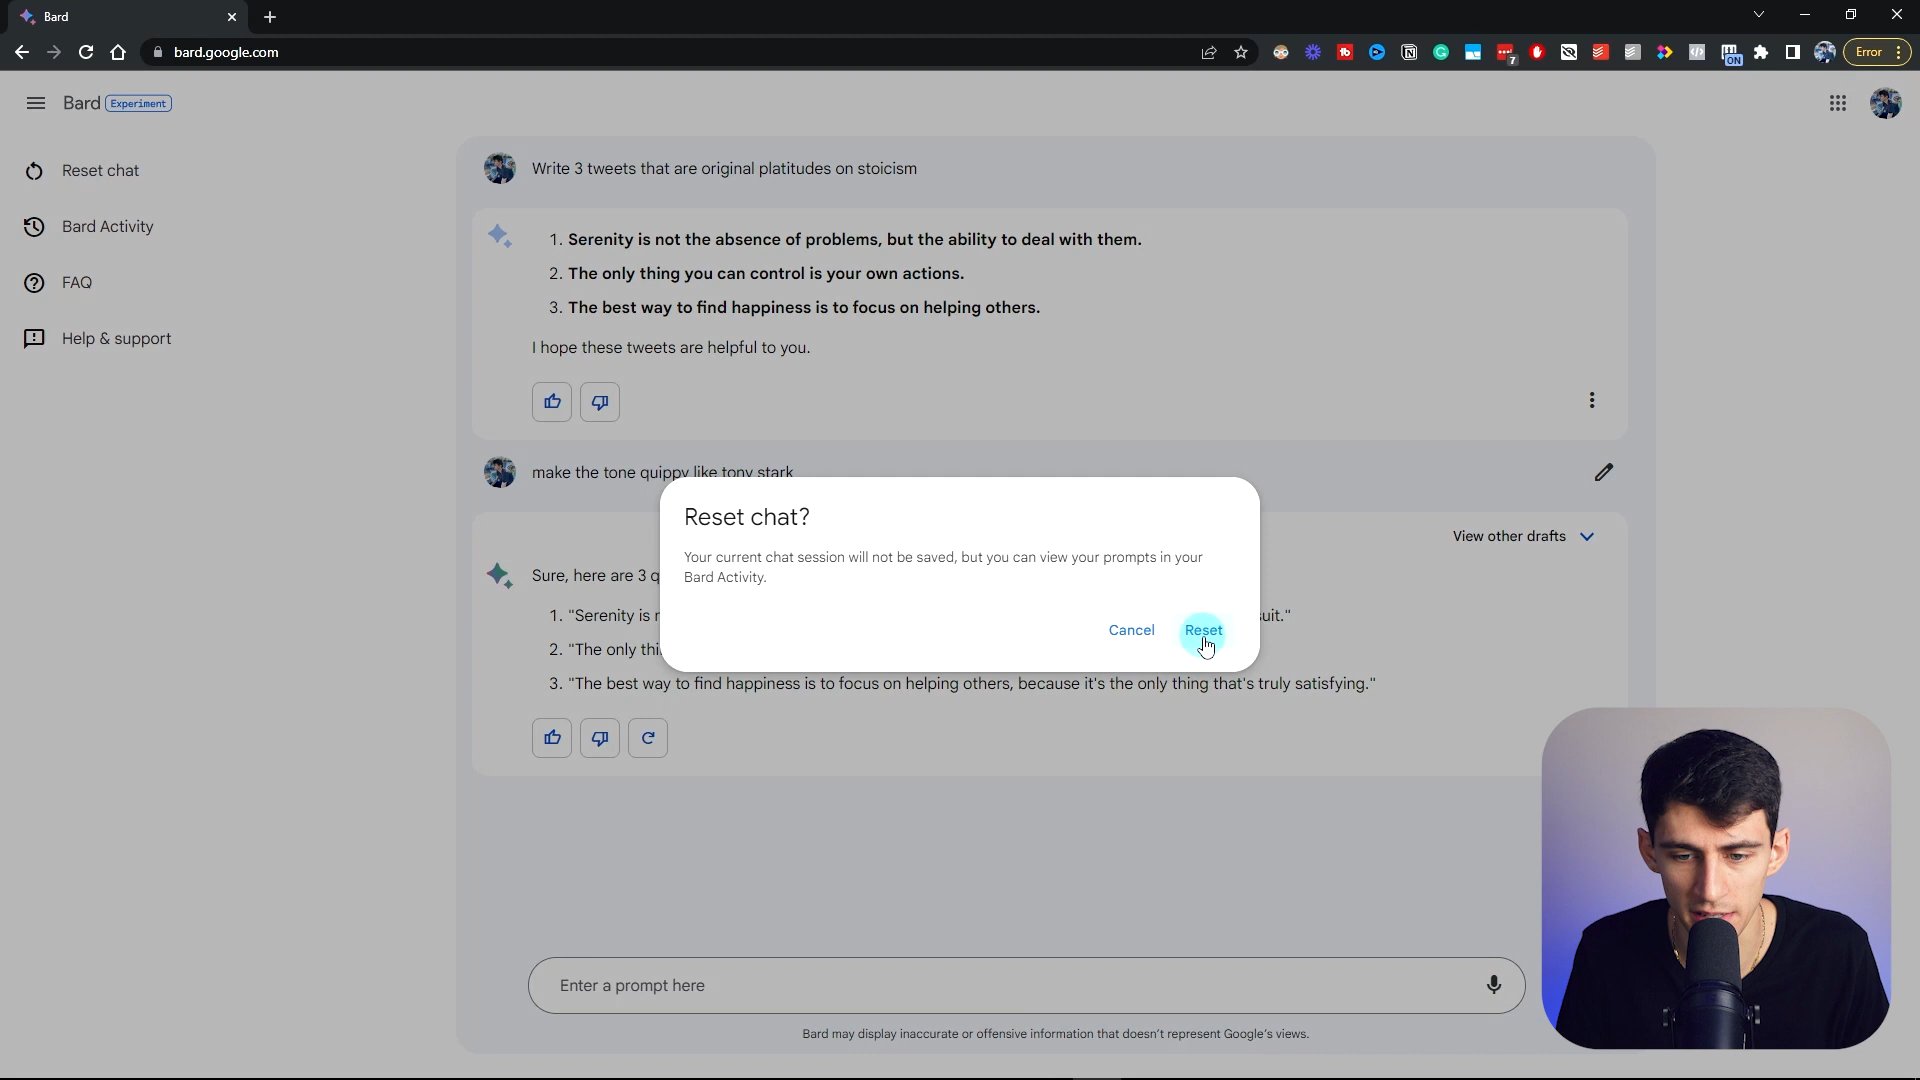 Bard
bard.google.com
7
ON
Error
Bard Experiment
Reset chat
Bard Activity
FAQ
Help & support
Write 3 tweets that are original platitudes on stoicism
1. Serenity is not the absence of problems, but the ability to deal with them.
2. The only thing you can control is your own actions.
3. The best way to find happiness is to focus on helping others.
I hope these tweets are helpful to you.
make the tone quippy like tony stark
View other drafts
Sure, here are 3 q
1. "Serenity is
suit."
2. "The only thi
3. "The best way to find happiness is to focus on helping others, because it's the only thing that's truly satisfying."
Reset chat?
Your current chat session will not be saved, but you can view your prompts in your
Bard Activity.
Cancel
Reset
Enter a prompt here
Bard may display inaccurate or offensive information that doesn't represent Google's views.